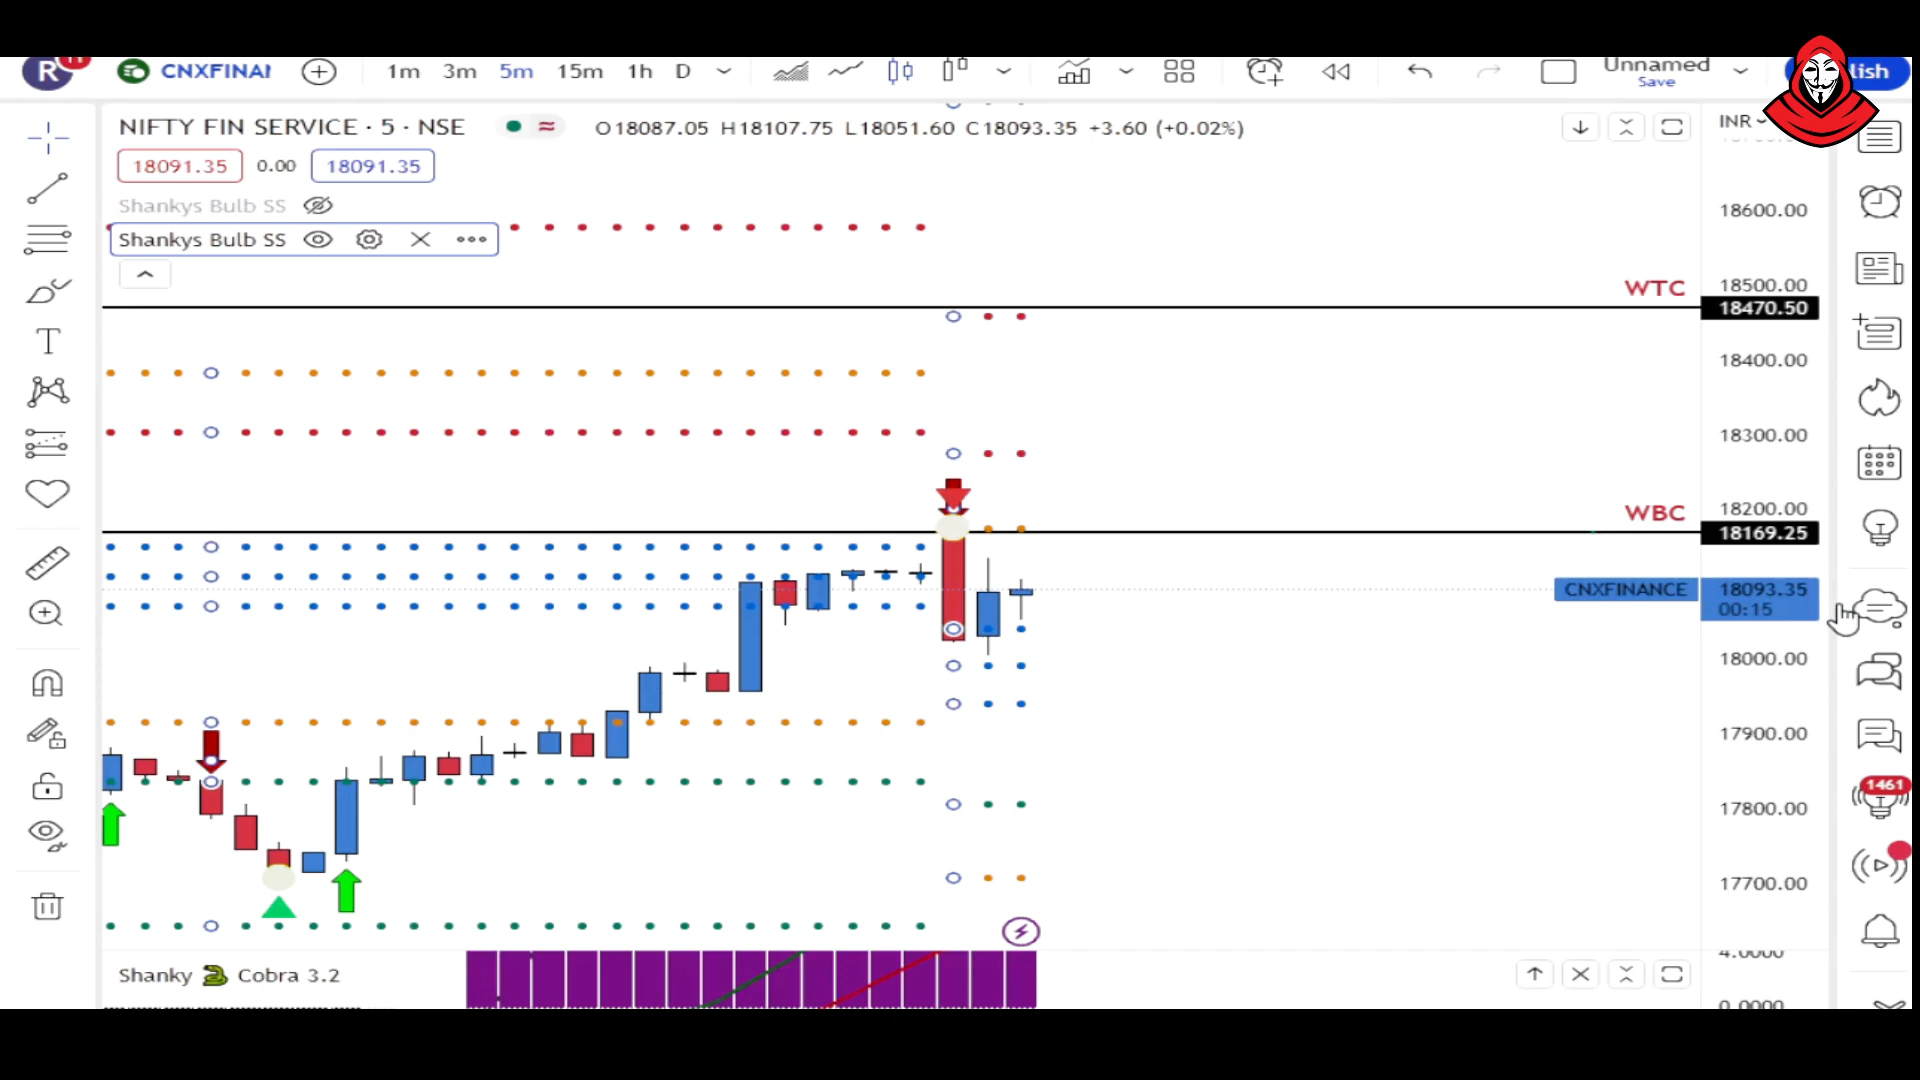 R 11 CNXFINAI 1m 3m 5m 15m 1h D Unnamed Save lish
NIFTY FIN SERVICE · 5 · NSE O18087.05 H18107.75 L18051.60 C18093.35 +3.60 (+0.02%) INR
18091.35 0.00 18091.35
Shankys Bulb SS
Shankys Bulb SS
18600.00
WTC 18500.00
18470.50
18400.00
18300.00
WBC 18200.00
18169.25
CNXFINANCE 18093.35
00:15
18000.00
17900.00
1461
17800.00
17700.00
Shanky Cobra 3.2
4.0000
0.0000